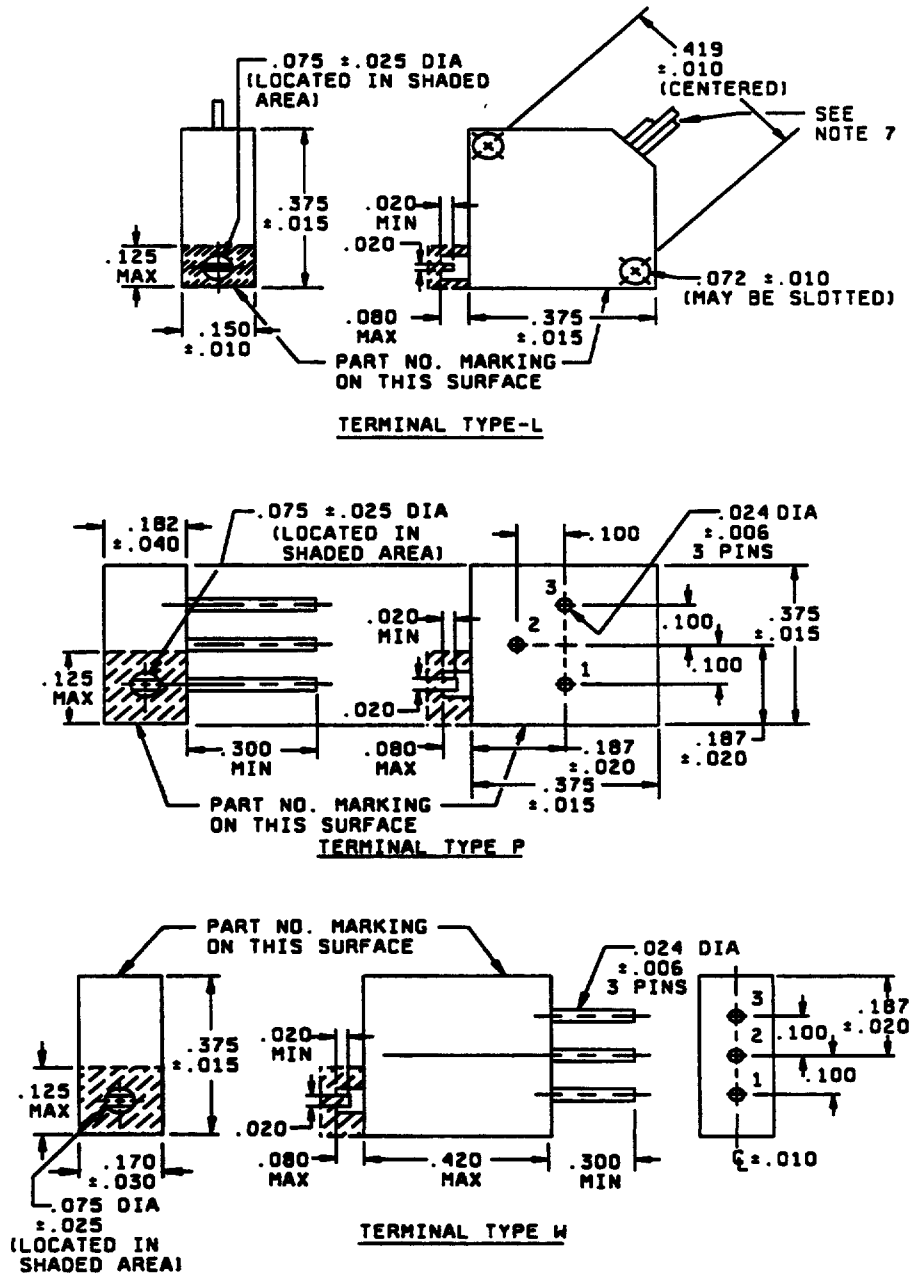 .075 ±.025 DIA
(LOCATED IN SHADED
AREA)
.419
±.010
(CENTERED)
SEE
NOTE 7
.375
±.015
.020
MIN
.020
.125
MAX
.072 ±.010
(MAY BE SLOTTED)
.150
±.010
.080
MAX
.375
±.015
PART NO. MARKING
ON THIS SURFACE
TERMINAL TYPE-L
.182
±.040
.075 ±.025 DIA
(LOCATED IN
SHADED AREA)
.100
.024 DIA
±.006
3 PINS
3
2
1
.020
MIN
.100
.375
±.015
.125
MAX
.100
.020
.300
MIN
.080
MAX
.187
±.020
.187
±.020
.375
±.015
PART NO. MARKING
ON THIS SURFACE
TERMINAL TYPE P
PART NO. MARKING
ON THIS SURFACE
.024 DIA
±.006
3 PINS
3
2
1
.187
±.020
.100
.100
.375
±.015
.020
MIN
.125
MAX
.020
.170
±.030
.080
MAX
.420
MAX
.300
MIN
℄ ±.010
.075 DIA
±.025
(LOCATED IN
SHADED AREA)
TERMINAL TYPE W